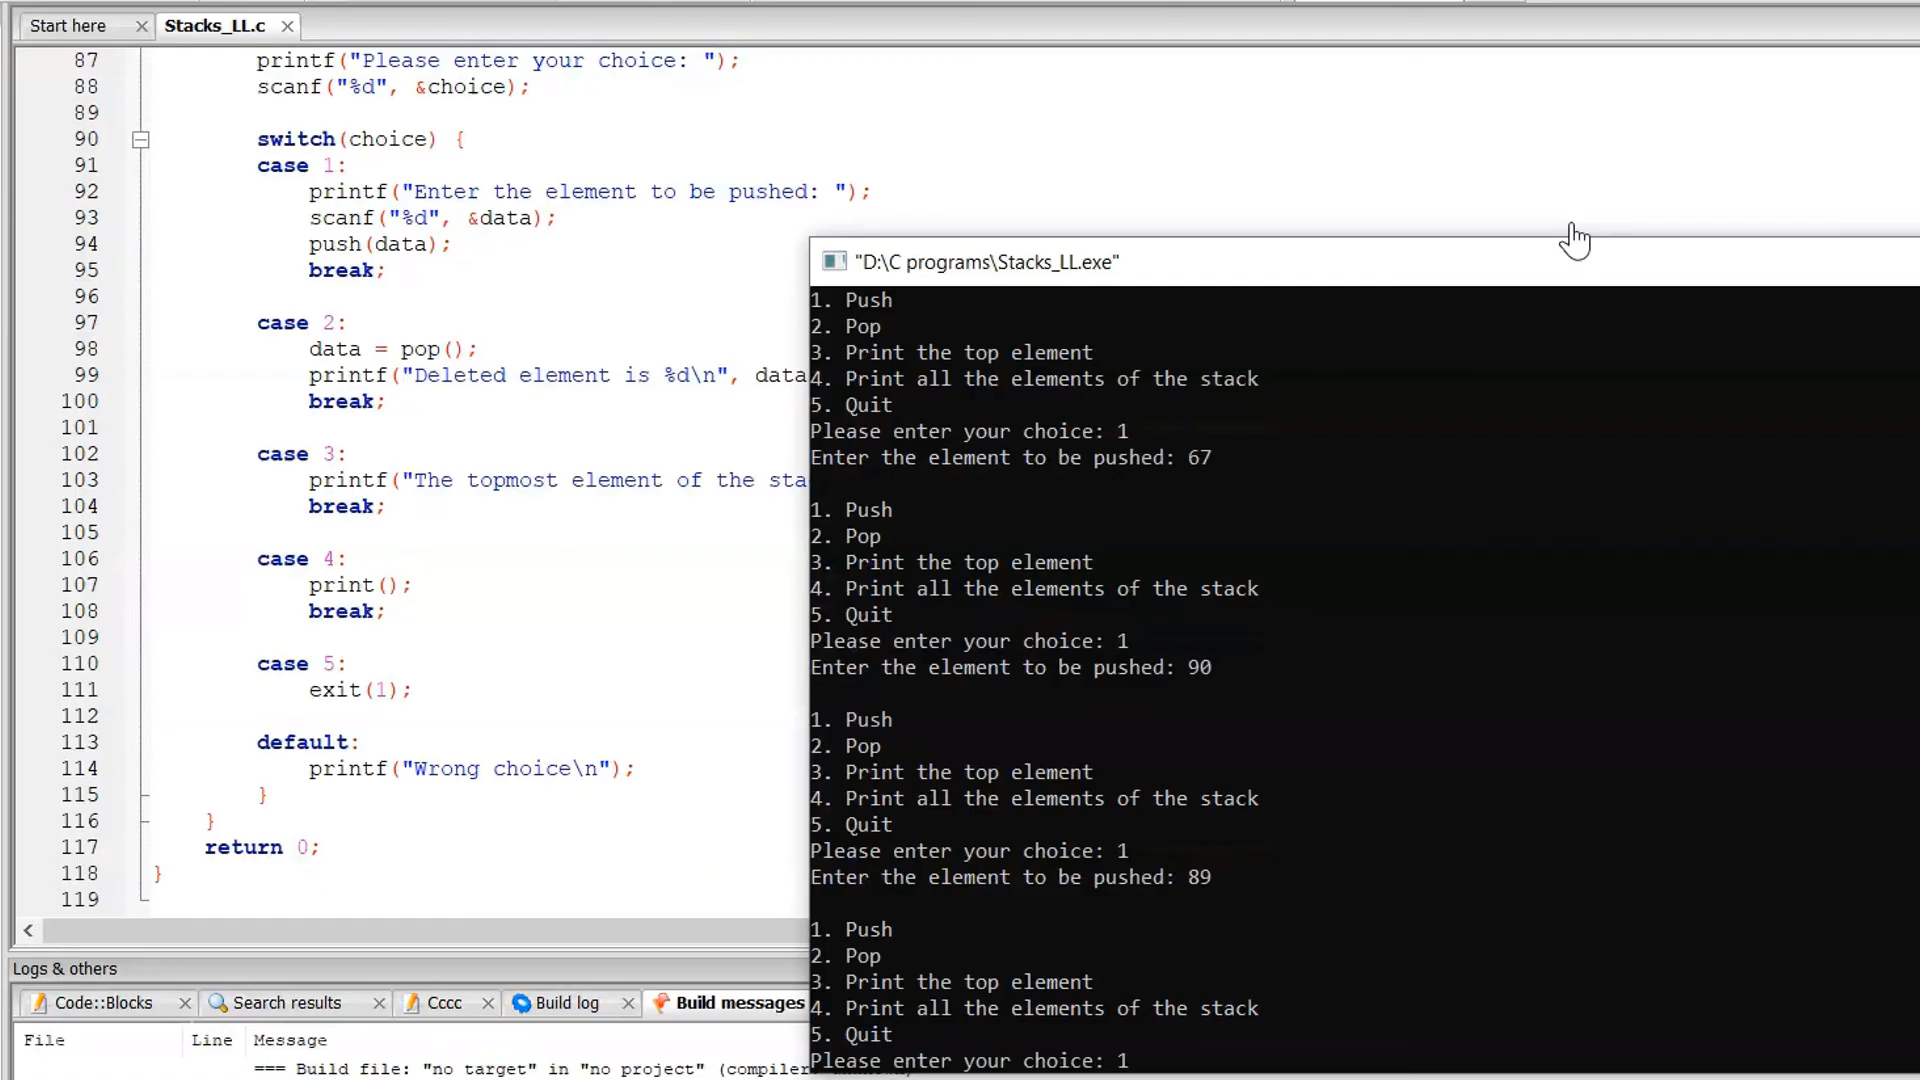 Start here
Stacks_LL.c
87 printf("Please enter your choice: ");
88 scanf("%d", &choice);
89
90 switch(choice) {
91 case 1:
92 printf("Enter the element to be pushed: ");
93 scanf("%d", &data);
94 push(data);
95 break;
96
97 case 2:
98 data = pop();
99 printf("Deleted element is %d\n", data
100 break;
101
102 case 3:
103 printf("The topmost element of the sta
104 break;
105
106 case 4:
107 print();
108 break;
109
110 case 5:
111 exit(1);
112
113 default:
114 printf("Wrong choice\n");
115 }
116 }
117 return 0;
118 }
119
"D:\C programs\Stacks_LL.exe"
1. Push
2. Pop
3. Print the top element
4. Print all the elements of the stack
5. Quit
Please enter your choice: 1
Enter the element to be pushed: 67
1. Push
2. Pop
3. Print the top element
4. Print all the elements of the stack
5. Quit
Please enter your choice: 1
Enter the element to be pushed: 90
1. Push
2. Pop
3. Print the top element
4. Print all the elements of the stack
5. Quit
Please enter your choice: 1
Enter the element to be pushed: 89
1. Push
2. Pop
3. Print the top element
4. Print all the elements of the stack
5. Quit
Please enter your choice: 1
Logs & others
Code::Blocks
Search results
Cccc
Build log
Build messages
File Line Message
=== Build file: "no target" in "no project" (compiler